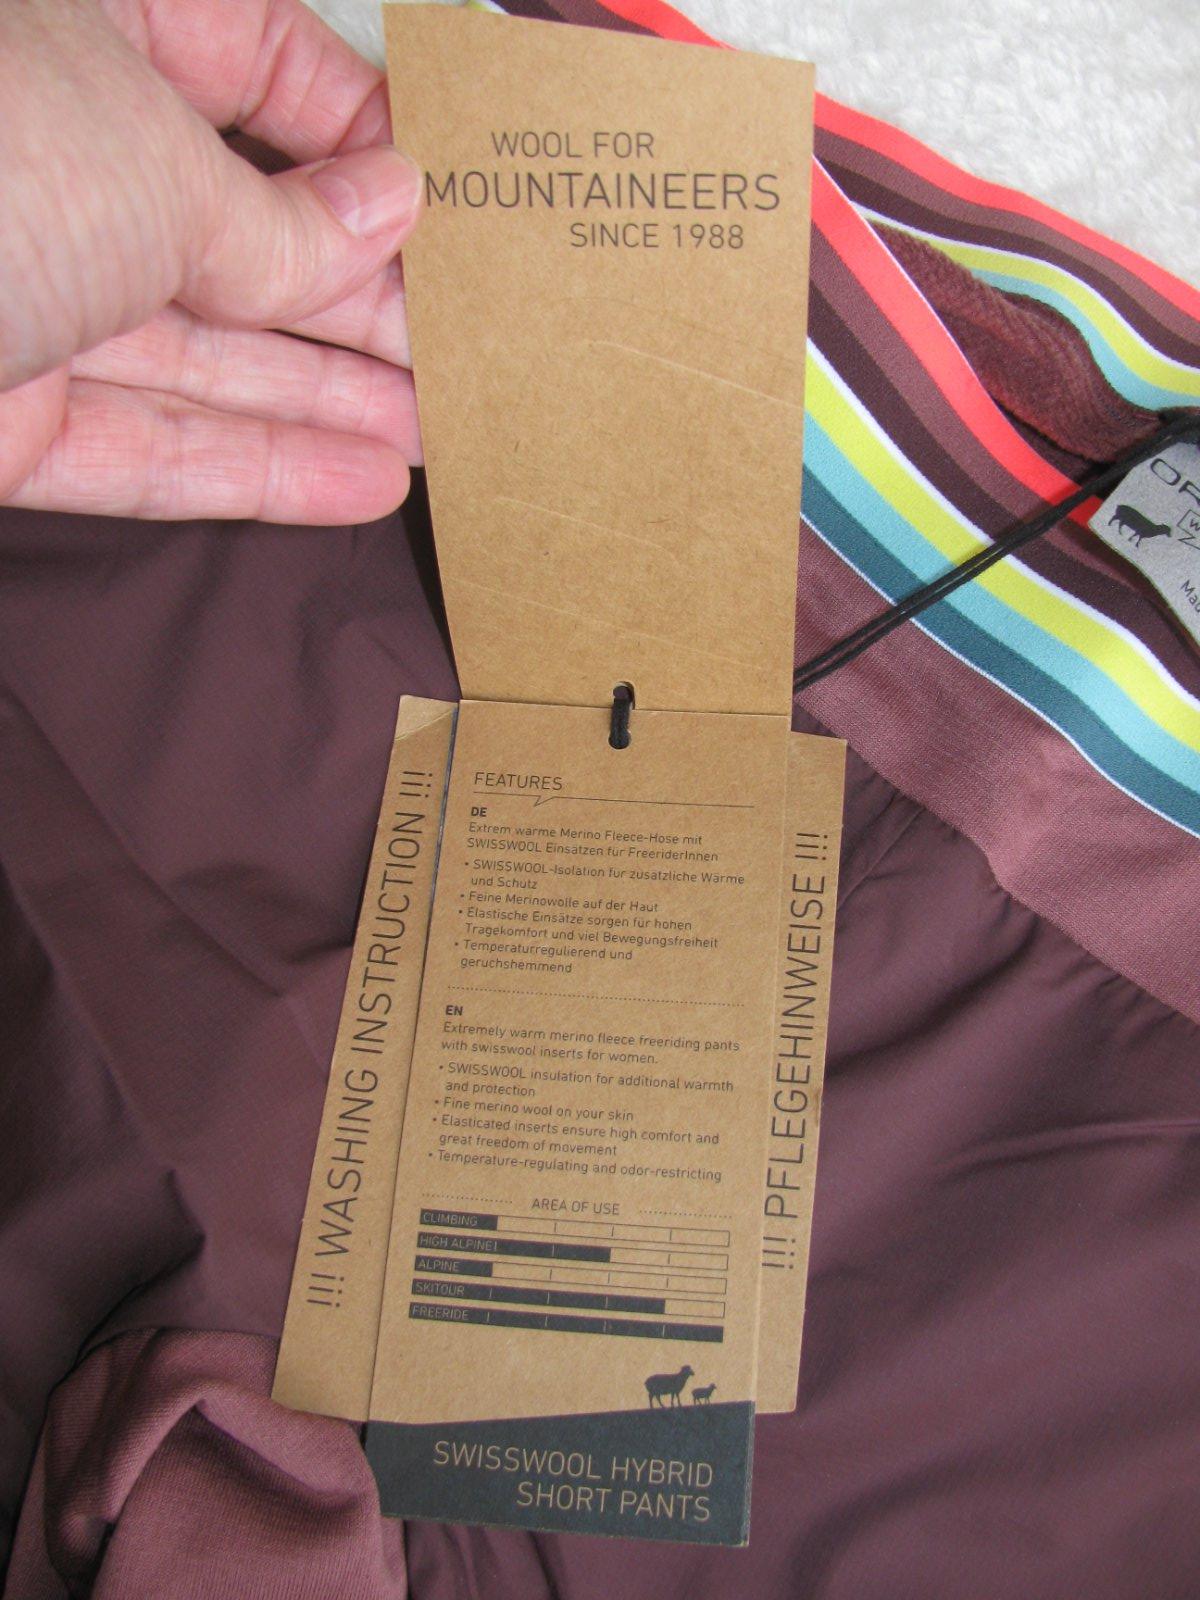 WOOL FOR
MOUNTAINEERS
SINCE 1988
FEATURES
DE
Extrem warme Merino Fleece-Hose mit
SWISSWOOL Einsätzen für FreeriderInnen
• SWISSWOOL-Isolation für zusätzliche Wärme
und Schutz
• Feine Merinowolle auf der Haut
• Elastische Einsätze sorgen für hohen
Tragekomfort und viel Bewegungsfreiheit
• Temperaturregulierend und
geruchshemmend
EN
Extremely warm merino fleece freeriding pants
with swisswool inserts for women.
• SWISSWOOL insulation for additional warmth
and protection
• Fine merino wool on your skin
• Elasticated inserts ensure high comfort and
great freedom of movement
• Temperature-regulating and odor-restricting
AREA OF USE
CLIMBING
HIGH ALPINE
ALPINE
SKITOUR
FREERIDE
SWISSWOOL HYBRID
SHORT PANTS
!!! WASHING INSTRUCTION !!!
!!! PFLEGEHINWEISE !!!